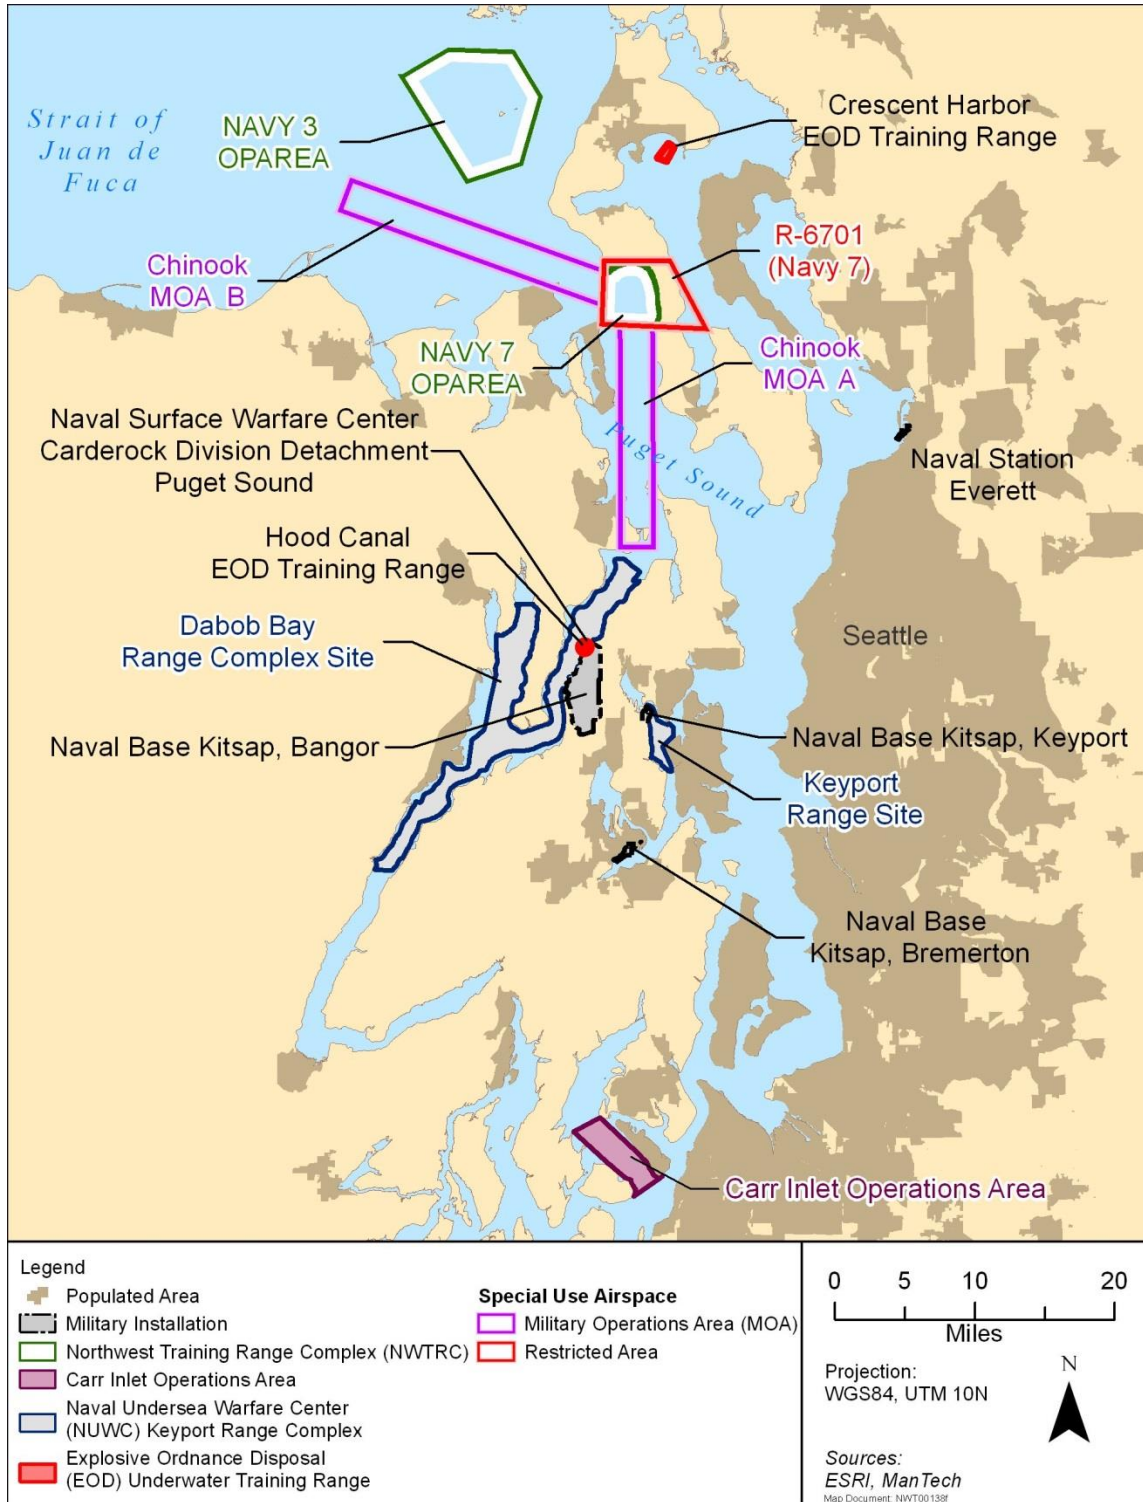 Strait of
Juan de
Fuca
NAVY 3
OPAREA
Crescent Harbor
EOD Training Range
Chinook
MOA B
R-6701
(Navy 7)
NAVY 7
OPAREA
Chinook
MOA A
Naval Surface Warfare Center
Carderock Division Detachment
Puget Sound
Puget Sound
Naval Station
Everett
Hood Canal
EOD Training Range
Dabob Bay
Range Complex Site
Seattle
Naval Base Kitsap, Bangor
Naval Base Kitsap, Keyport
Keyport
Range Site
Naval Base
Kitsap, Bremerton
Carr Inlet Operations Area
Legend
Populated Area
Military Installation
Northwest Training Range Complex (NWTRC)
Carr Inlet Operations Area
Naval Undersea Warfare Center
(NUWC) Keyport Range Complex
Explosive Ordnance Disposal
(EOD) Underwater Training Range
Special Use Airspace
Military Operations Area (MOA)
Restricted Area
0 5 10 20
Miles
Projection:
WGS84, UTM 10N
N
Sources:
ESRI, ManTech
Map Document: NWT00138f